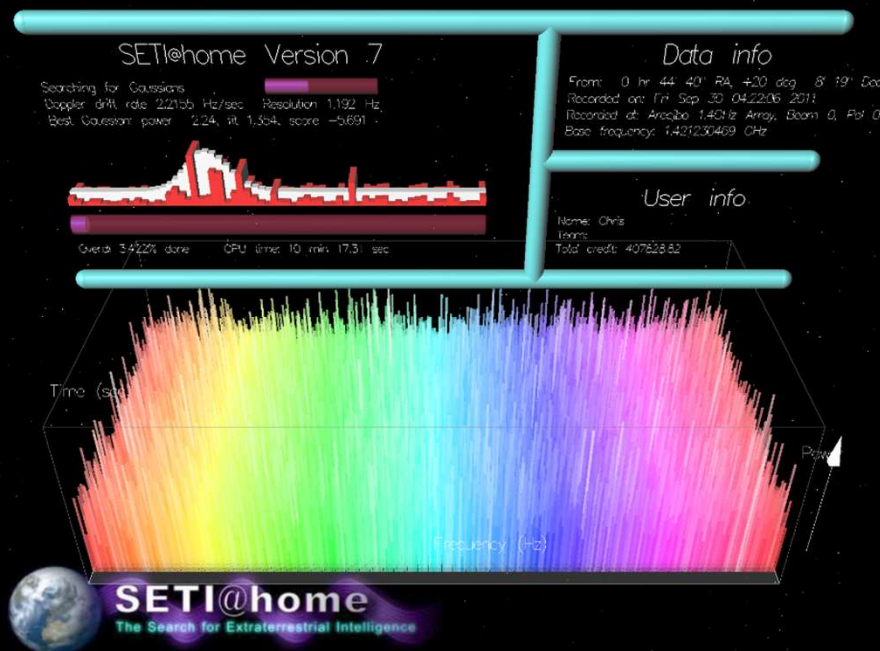 SETI@home Version 7
Searching for Gaussians
Doppler drift rate 2.2155 Hz/sec Resolution 1.192 Hz
Best Gaussian: power 2.24, fit 1.354, score -5.691
Overall: 3.422% done CPU time: 10 min 17.31 sec
Data info
From: 0 hr 44' 40" RA, +20 deg 8' 19" Dec
Recorded on: Fri Sep 30 04:22:06 2011
Recorded at: Arecibo 1.4GHz Array, Beam 0, Pol 0
Base frequency: 1.421230469 GHz
User info
Name: Chris
Team:
Total credit:
Time (sec
Power
Frequency (Hz)
SETI@home
The Search for Extraterrestrial Intelligence